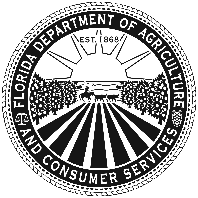 FLORIDA DEPARTMENT OF AGRICULTURE
AND CONSUMER SERVICES
EST. 1868